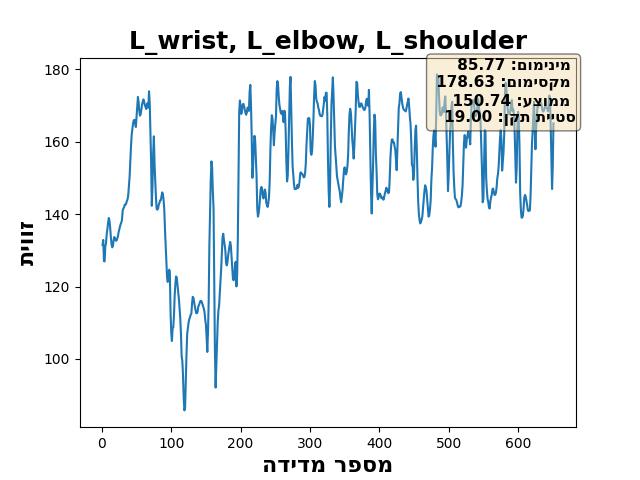 L_wrist, L_elbow, L_shoulder
מינימום: 85.77
מקסימום: 178.63
ממוצע: 150.74
סטיית תקן: 19.00
180
160
140
120
100
זווית
0 100 200 300 400 500 600
מספר מדידה